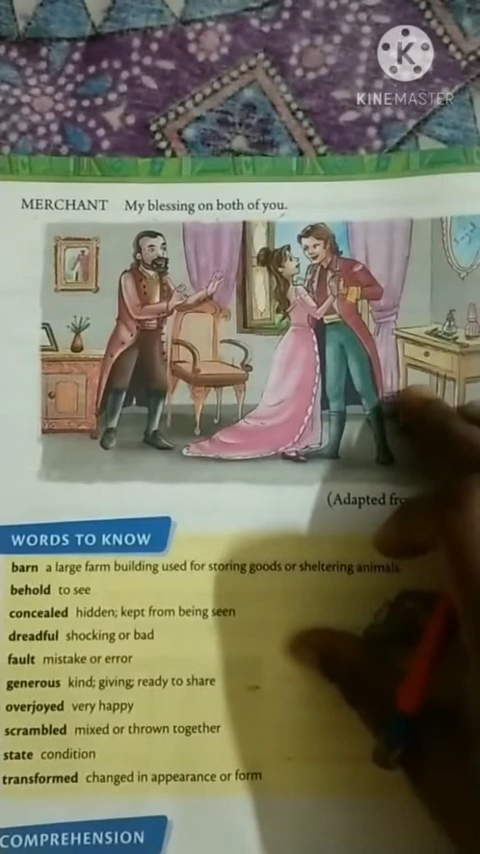 K
KINEMASTER
MERCHANT My blessing on both of you.
(Adapted
WORDS TO KNOW
barn a large farm building used for storing goods or sheltering animals
behold to see
concealed hidden; kept from being seen
dreadful shocking or bad
fault mistake or error
generous kind; giving; ready to share
overjoyed very happy
scrambled mixed or thrown together
state condition
transformed changed in appearance or form
COMPREHENSION